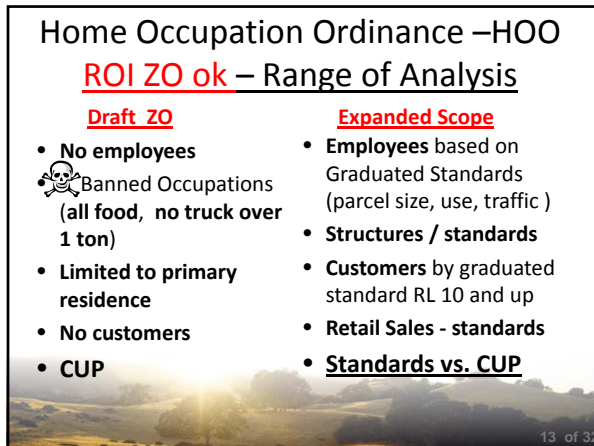 Home Occupation Ordinance –HOO
ROI ZO ok – Range of Analysis
Draft ZO
• No employees
• Banned Occupations
(all food, no truck over
1 ton)
• Limited to primary
residence
• No customers
• CUP
Expanded Scope
• Employees based on
Graduated Standards
(parcel size, use, traffic )
• Structures / standards
• Customers by graduated
standard RL 10 and up
• Retail Sales - standards
• Standards vs. CUP
13 of 32